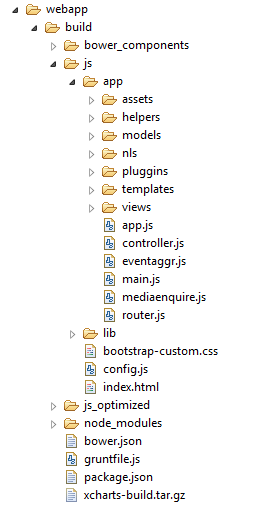 webapp
build
bower_components
js
app
assets
helpers
models
nls
pluggins
templates
views
app.js
controller.js
eventaggr.js
main.js
mediaenquire.js
router.js
lib
bootstrap-custom.css
config.js
index.html
js_optimized
node_modules
bower.json
gruntfile.js
package.json
xcharts-build.tar.gz